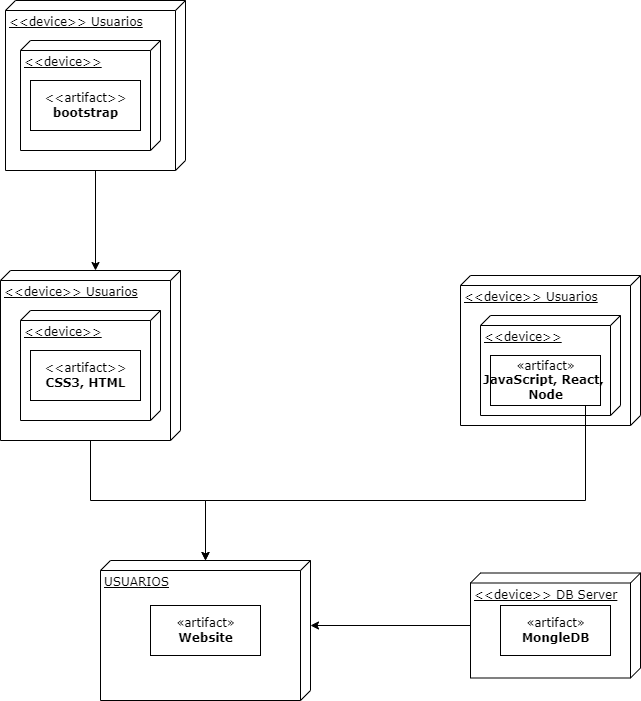 <<device>> Usuarios
<<device>>
<<artifact>>
bootstrap
<<device>> Usuarios
<<device>>
<<artifact>>
CSS3, HTML
<<device>> Usuarios
<<device>>
«artifact»
JavaScript, React,
Node
USUARIOS
«artifact»
Website
<<device>> DB Server
«artifact»
MongleDB